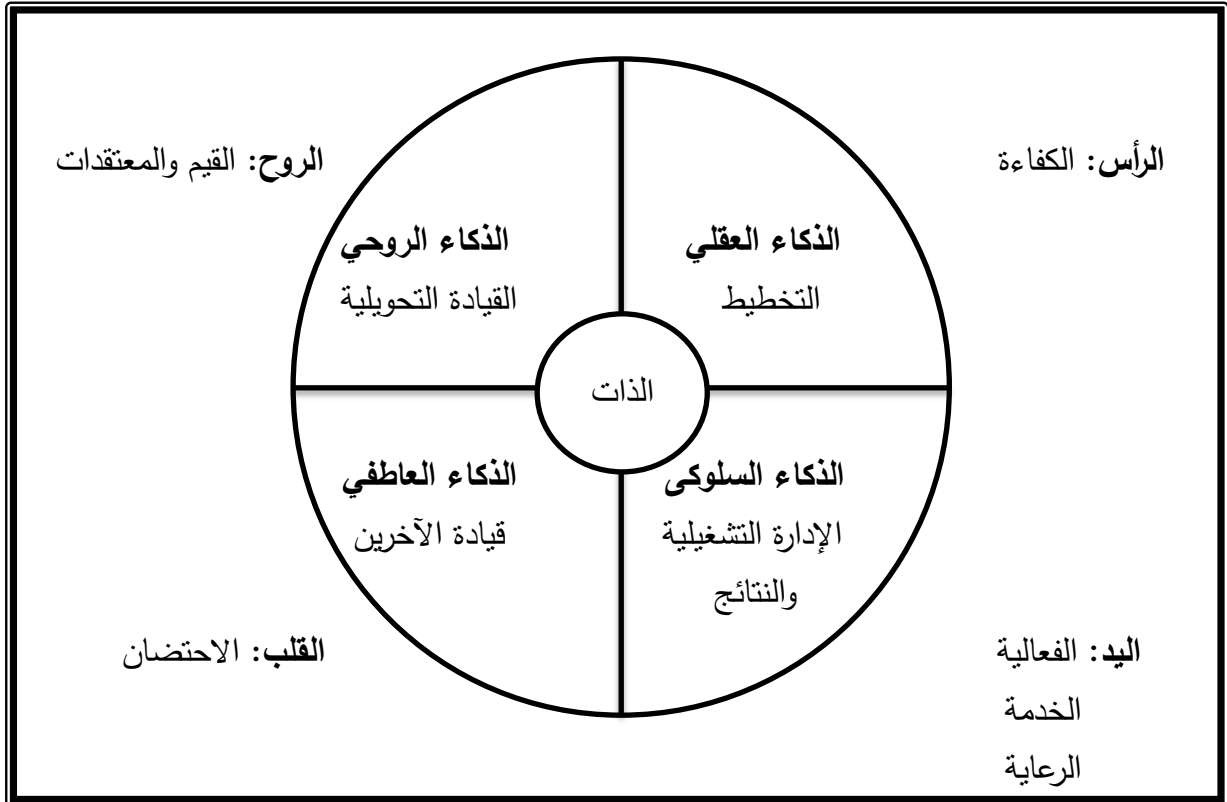 الرأس: الكفاءة
الروح: القيم والمعتقدات
الذكاء العقلي
التخطيط
الذكاء الروحي
القيادة التحويلية
الذات
الذكاء السلوكى
الإدارة التشغيلية
والنتائج
الذكاء العاطفي
قيادة الآخرين
اليد: الفعالية
الخدمة
الرعاية
القلب: الاحتضان